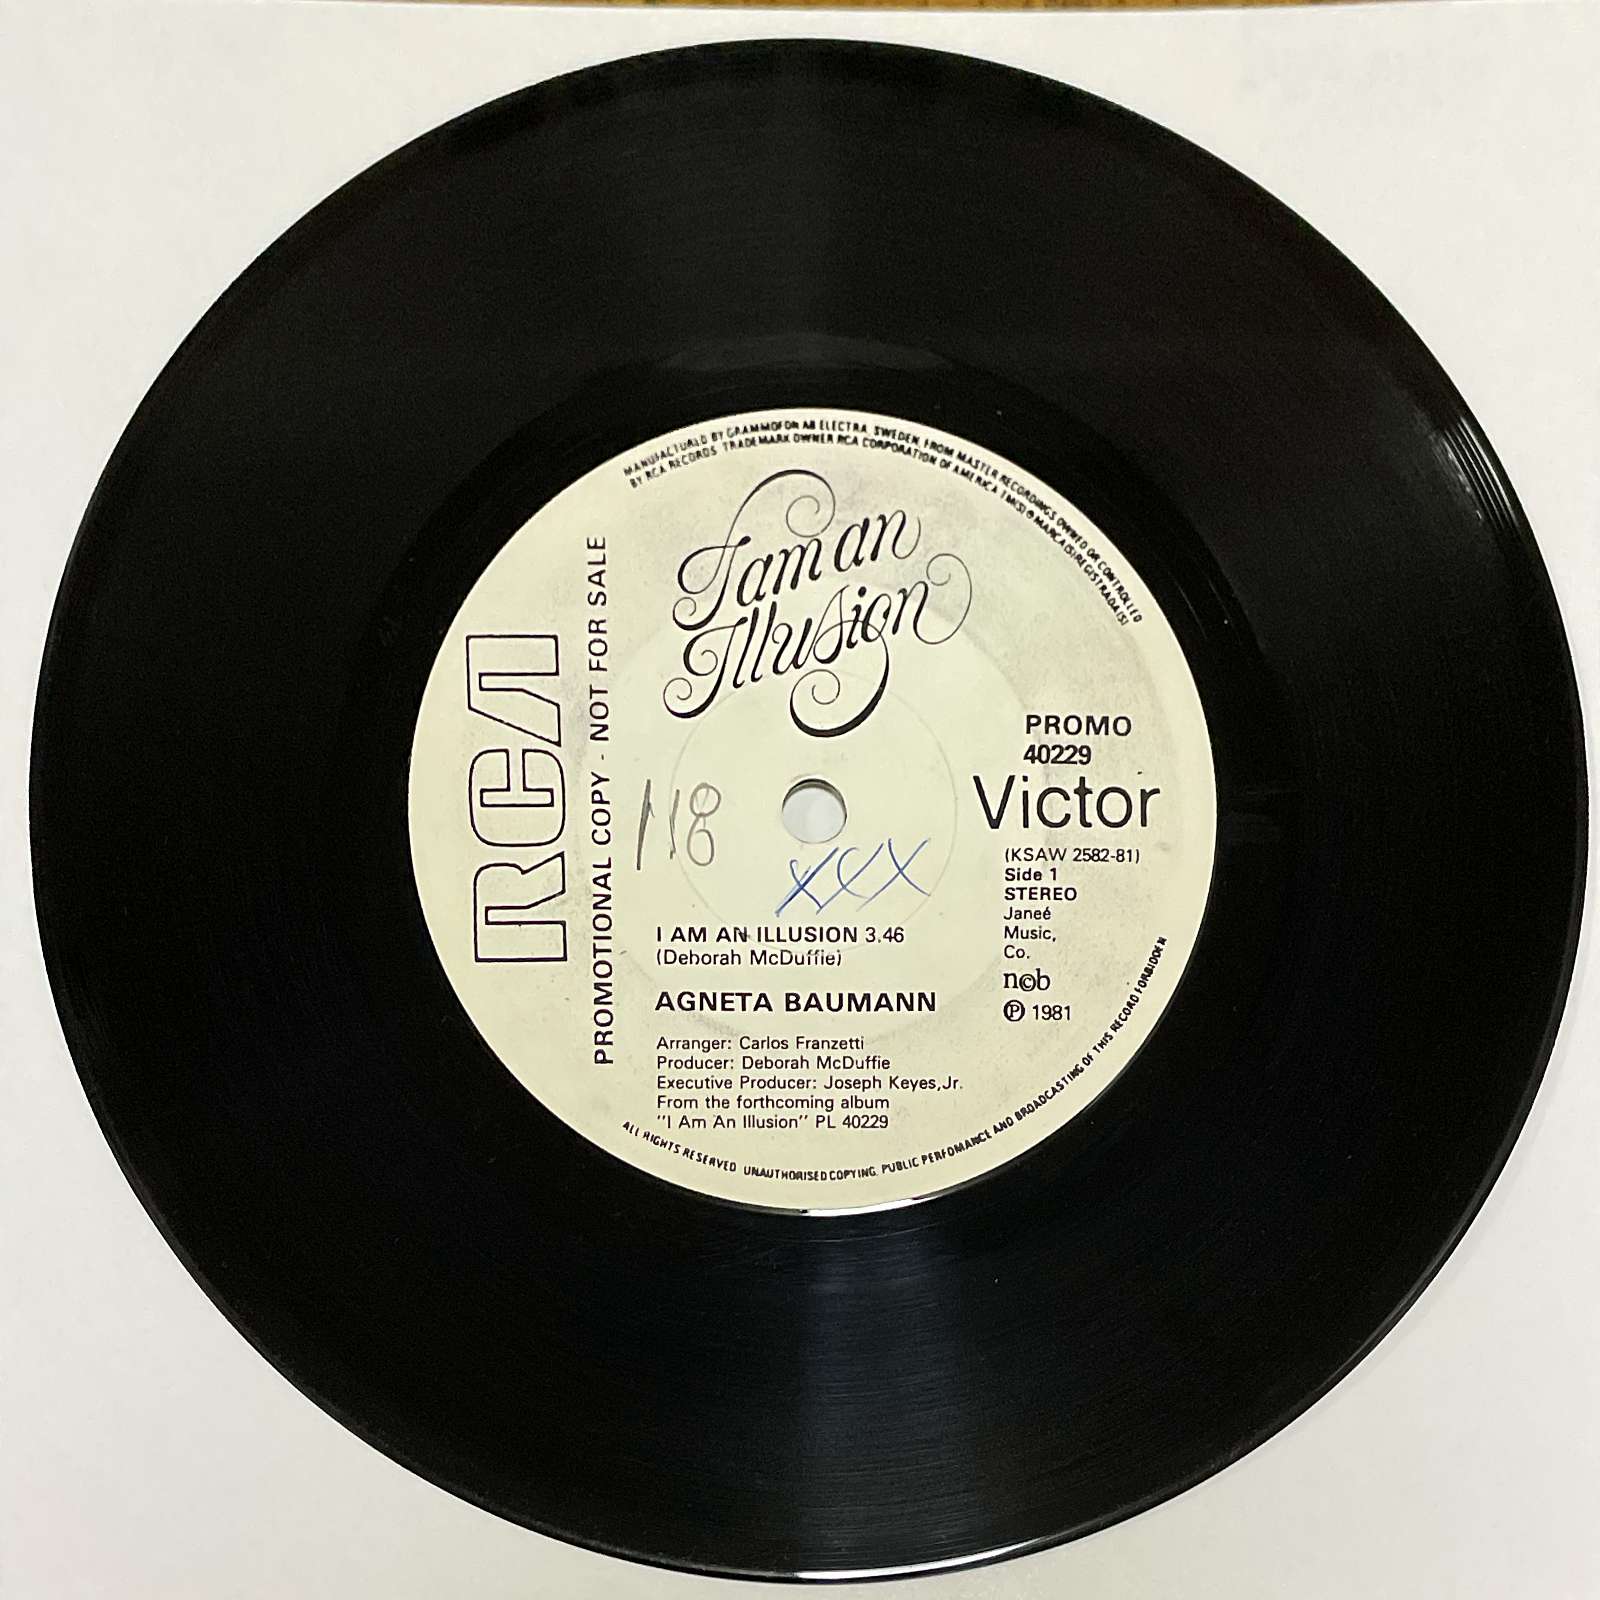 MANUFACTURED BY GRAMMOFON AB ELECTRA, SWEDEN, FROM MASTER RECORDINGS OWNED OR CONTROLLED
BY RCA RECORDS TRADEMARK OWNER RCA CORPORATION OF AMERICA TMK(S) ® MARCA(S) REGISTRADA(S)
I am an
Illusion
RCA
PROMOTIONAL COPY - NOT FOR SALE
PROMO
40229
Victor
(KSAW 2582-81)
Side 1
STEREO
Janeé
Music,
Co.
n©b
℗ 1981
118
xxx
I AM AN ILLUSION 3.46
(Deborah McDuffie)
AGNETA BAUMANN
Arranger: Carlos Franzetti
Producer: Deborah McDuffie
Executive Producer: Joseph Keyes,Jr.
From the forthcoming album
"I Am An Illusion" PL 40229
ALL RIGHTS RESERVED UNAUTHORISED COPYING, PUBLIC PERFOMANCE AND BROADCASTING OF THIS RECORD FORBIDDEN